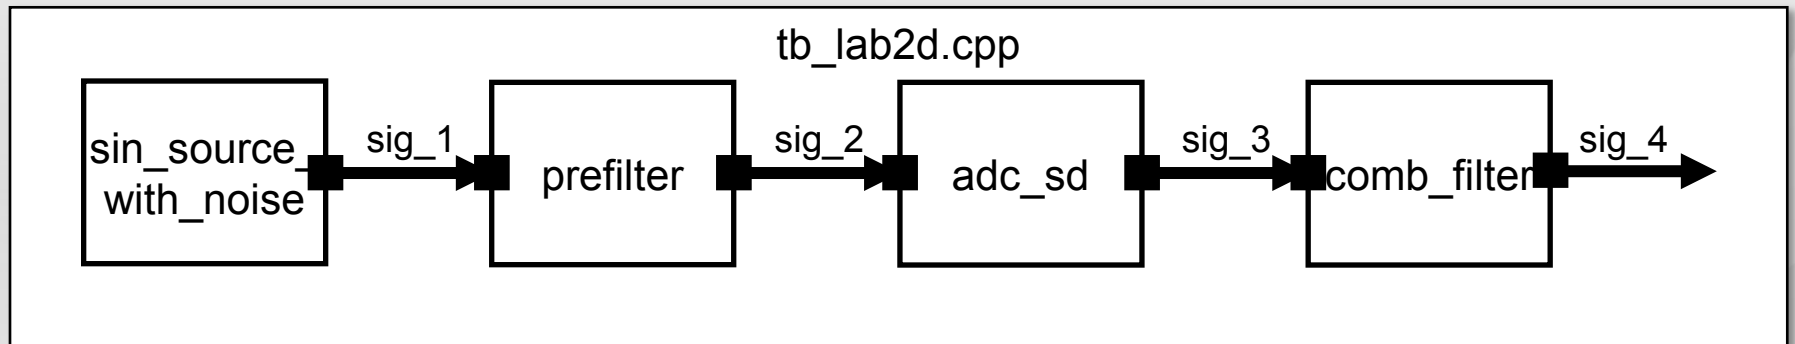 tb_lab2d.cpp
sin_source_
with_noise
sig_1
prefilter
sig_2
adc_sd
sig_3
comb_filter
sig_4